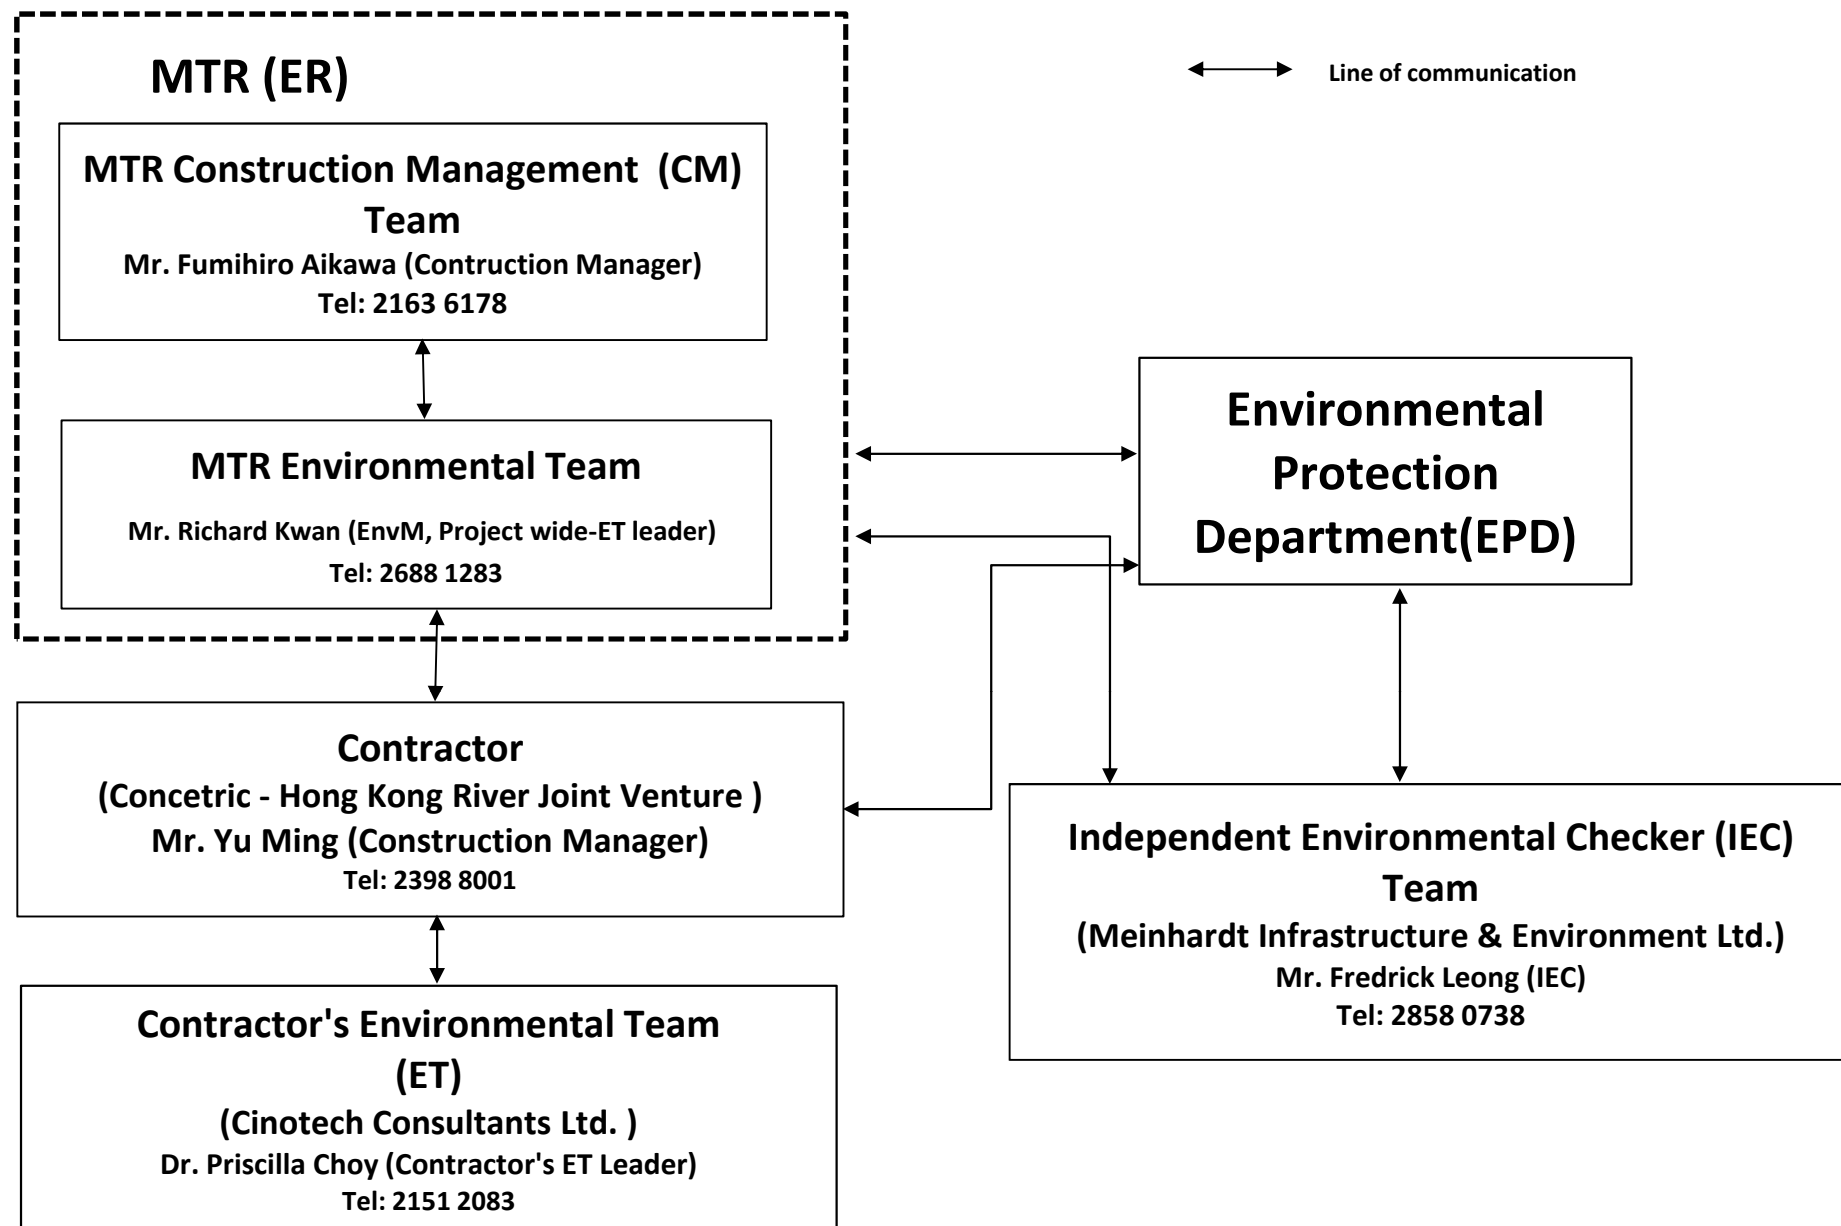 MTR (ER)
Line of communication
MTR Construction Management  (CM)
Team
Mr. Fumihiro Aikawa (Contruction Manager)
Tel: 2163 6178
MTR Environmental Team
Mr. Richard Kwan (EnvM, Project wide-ET leader)
Tel: 2688 1283
Environmental
Protection
Department(EPD)
Contractor
(Concetric - Hong Kong River Joint Venture )
Mr. Yu Ming (Construction Manager)
Tel: 2398 8001
Independent Environmental Checker (IEC)
Team
(Meinhardt Infrastructure & Environment Ltd.)
Mr. Fredrick Leong (IEC)
Tel: 2858 0738
Contractor's Environmental Team
(ET)
(Cinotech Consultants Ltd. )
Dr. Priscilla Choy (Contractor's ET Leader)
Tel: 2151 2083